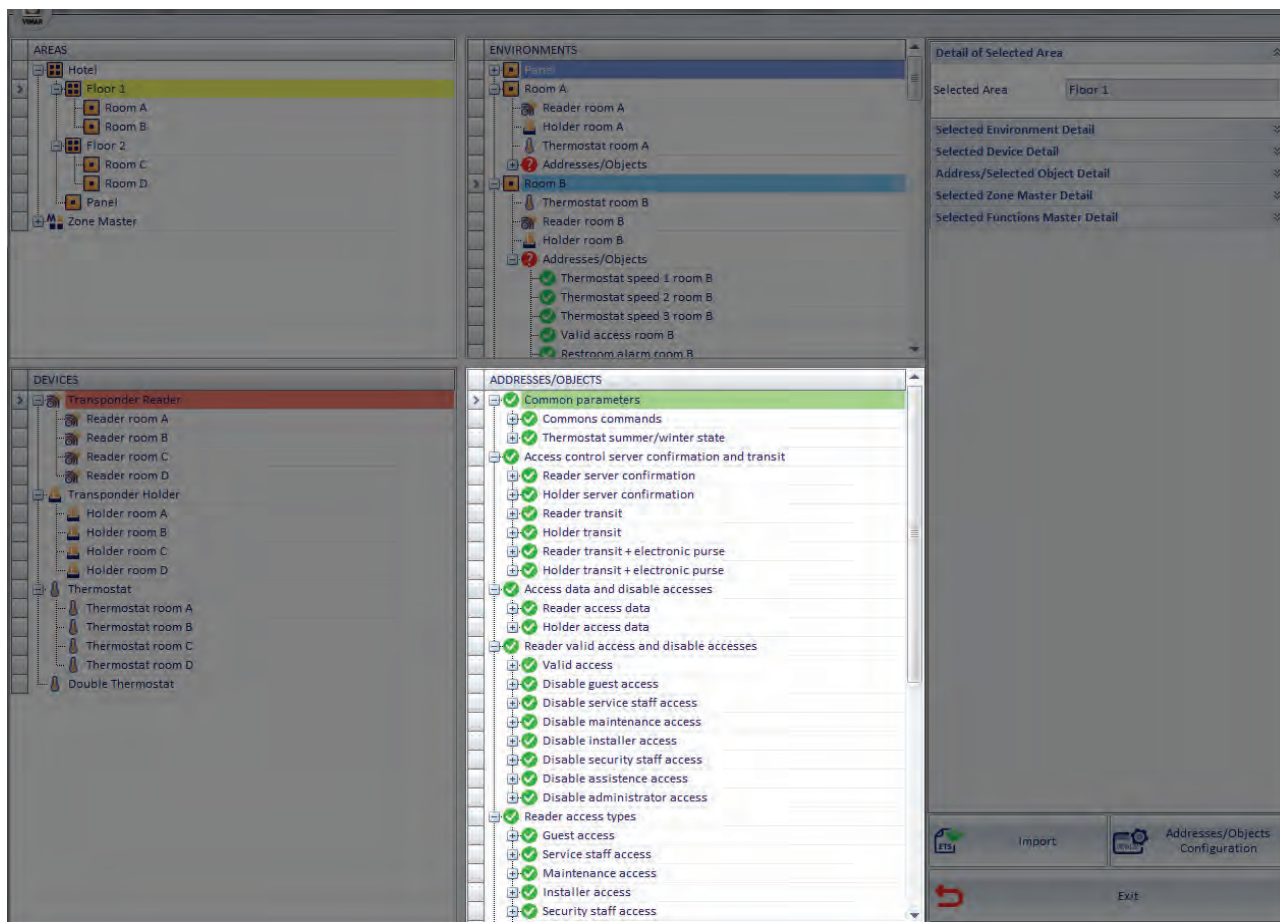 VIMAR
AREAS
Hotel
Floor 1
Room A
Room B
Floor 2
Room C
Room D
Panel
Zone Master
ENVIRONMENTS
Panel
Room A
Reader room A
Holder room A
Thermostat room A
Addresses/Objects
Room B
Thermostat room B
Reader room B
Holder room B
Addresses/Objects
Thermostat speed 1 room B
Thermostat speed 2 room B
Thermostat speed 3 room B
Valid access room B
Restroom alarm room B
Detail of Selected Area
Selected Area Floor 1
Selected Environment Detail
Selected Device Detail
Address/Selected Object Detail
Selected Zone Master Detail
Selected Functions Master Detail
DEVICES
Transponder Reader
Reader room A
Reader room B
Reader room C
Reader room D
Transponder Holder
Holder room A
Holder room B
Holder room C
Holder room D
Thermostat
Thermostat room A
Thermostat room B
Thermostat room C
Thermostat room D
Double Thermostat
ADDRESSES/OBJECTS
Common parameters
Commons commands
Thermostat summer/winter state
Access control server confirmation and transit
Reader server confirmation
Holder server confirmation
Reader transit
Holder transit
Reader transit + electronic purse
Holder transit + electronic purse
Access data and disable accesses
Reader access data
Holder access data
Reader valid access and disable accesses
Valid access
Disable guest access
Disable service staff access
Disable maintenance access
Disable installer access
Disable security staff access
Disable assistence access
Disable administrator access
Reader access types
Guest access
Service staff access
Maintenance access
Installer access
Security staff access
ETS
Import
Addresses/Objects
Configuration
Exit